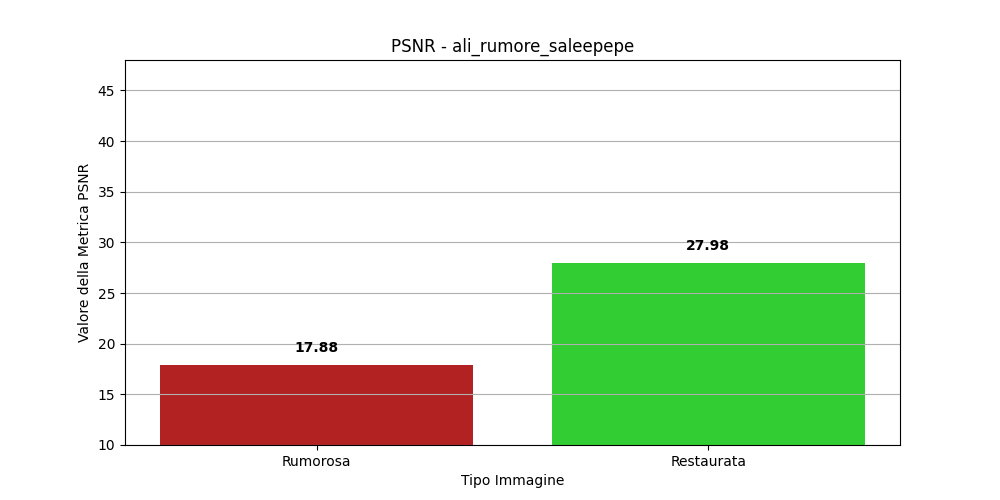 PSNR - ali_rumore_saleepepe
Valore della Metrica PSNR
45
40
35
30
25
20
15
10
17.88
27.98
Rumorosa
Restaurata
Tipo Immagine